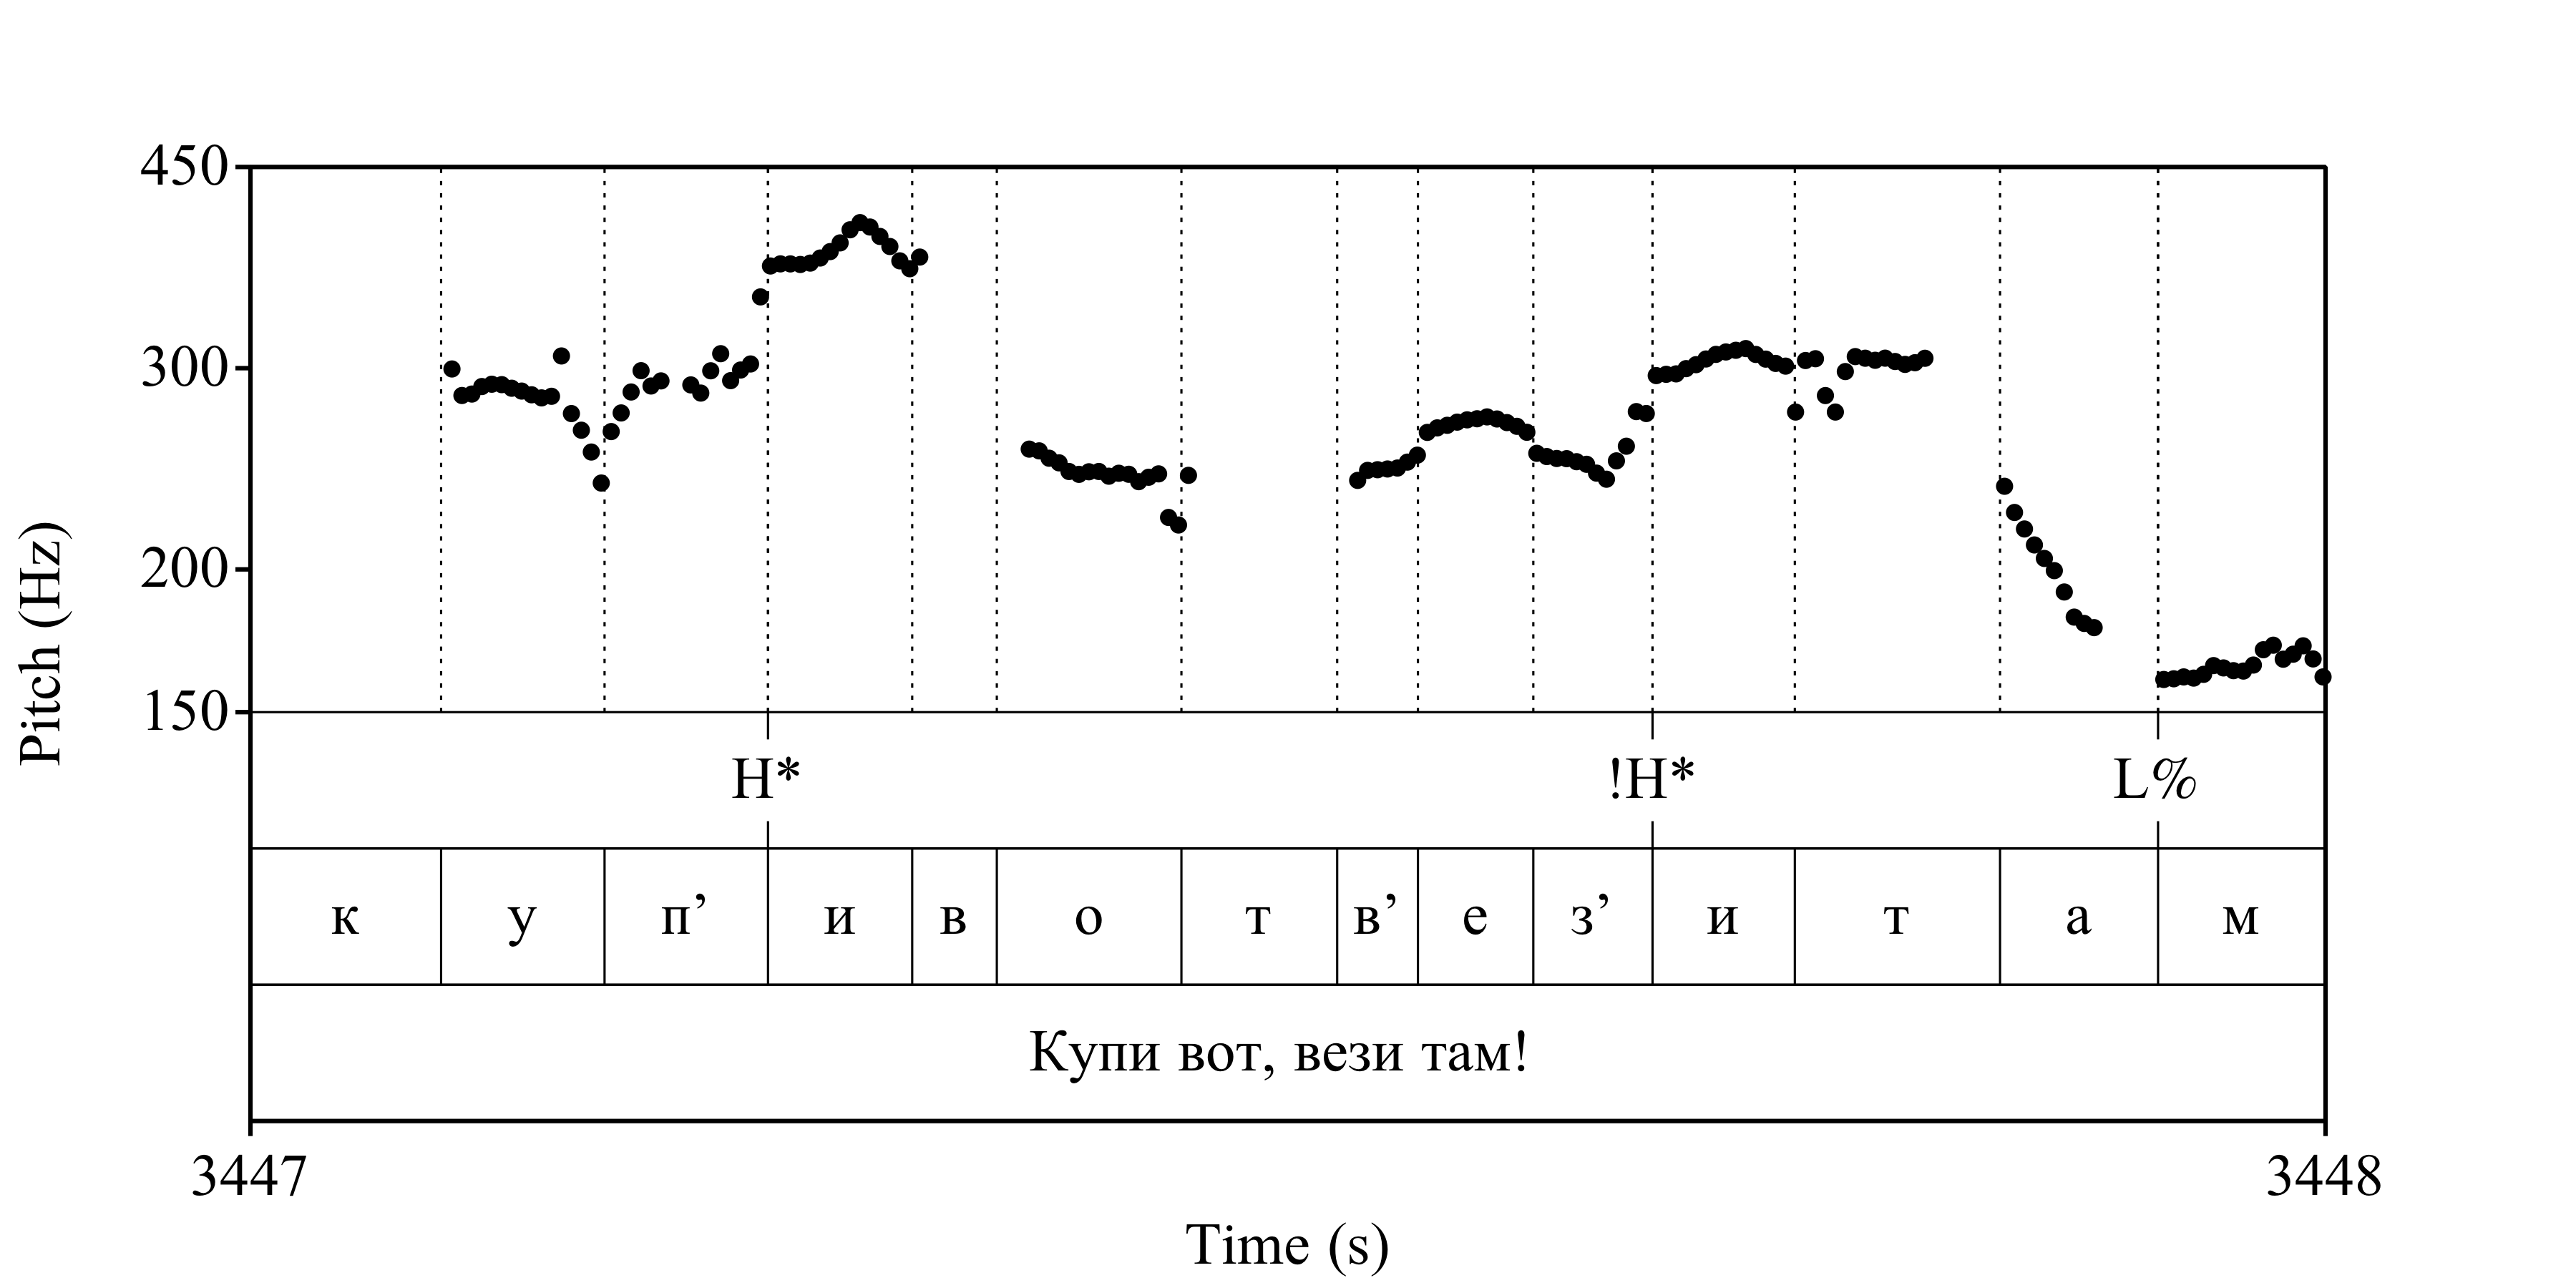 450
300
200
150
Pitch (Hz)
H* !H* L%
к у п’ и в о т в’ е з’ и т а м
Купи вот, вези там!
3447 3448
Time (s)